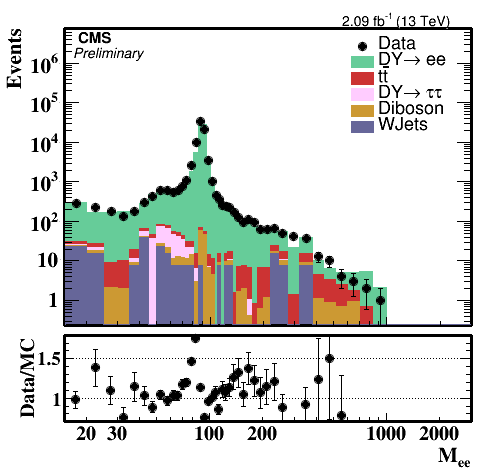 2.09 fb⁻¹ (13 TeV)
CMS
Preliminary
Data
DY→ ee
tt̄
DY→ ττ
Diboson
WJets
Events
10⁶
10⁵
10⁴
10³
10²
10
1
Data/MC
1.5
1
20 30 100 200 1000 2000
M_ee